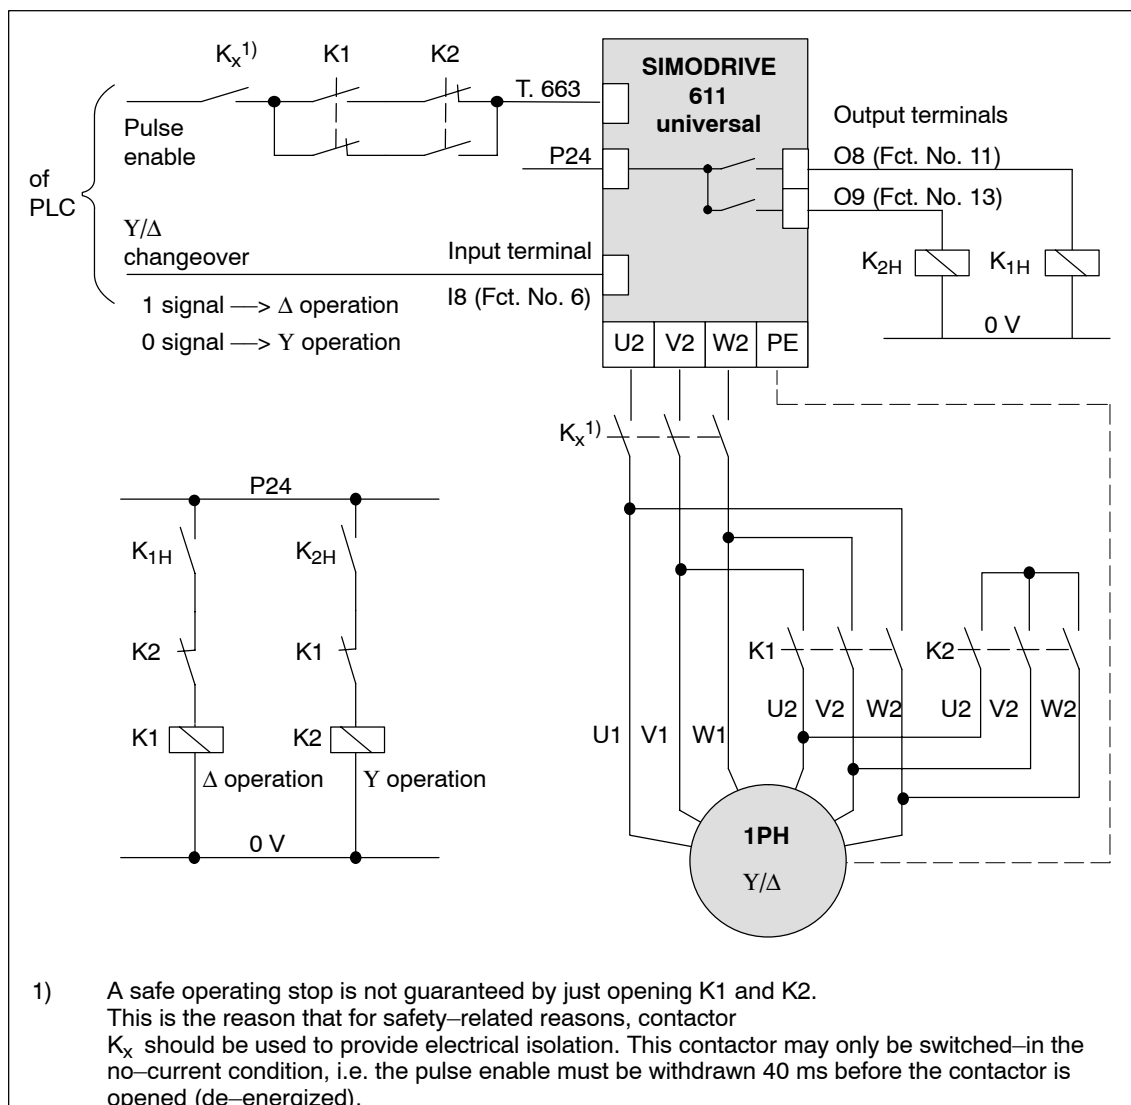 Kx1) K1 K2
T. 663
SIMODRIVE
611
universal
Pulse
enable
P24
Output terminals
O8 (Fct. No. 11)
O9 (Fct. No. 13)
of
PLC
Y/Δ
changeover
Input terminal
I8 (Fct. No. 6)
K2H K1H
1 signal —> Δ operation
0 signal —> Y operation
0 V
U2 V2 W2 PE
Kx1)
P24
K1H K2H
K2 K1
K1 K2
Δ operation Y operation
0 V
K1 K2
U2 V2 W2 U2 V2 W2
U1 V1 W1
1PH
Y/Δ
1) A safe operating stop is not guaranteed by just opening K1 and K2.
This is the reason that for safety–related reasons, contactor
Kx should be used to provide electrical isolation. This contactor may only be switched–in the
no–current condition, i.e. the pulse enable must be withdrawn 40 ms before the contactor is
opened (de–energized).